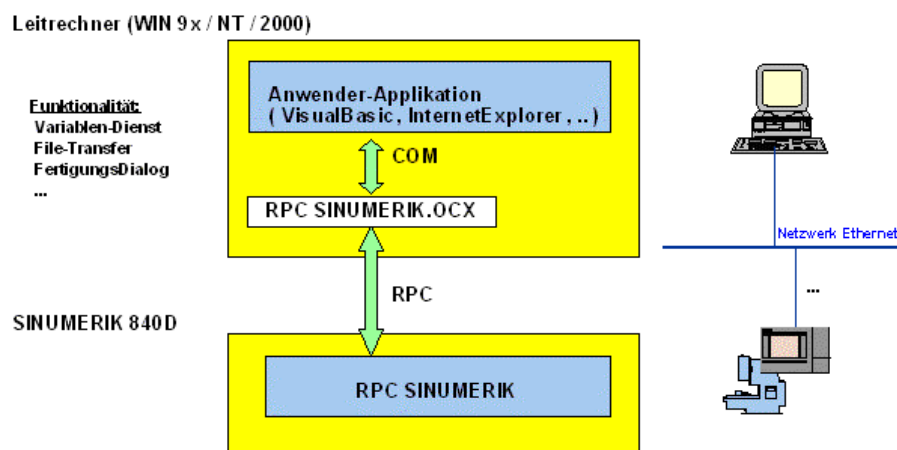 Leitrechner (WIN 9x / NT / 2000)
Funktionalität:
Variablen-Dienst
File-Transfer
FertigungsDialog
...
Anwender-Applikation
( VisualBasic , InternetExplorer , .. )
COM
RPC SINUMERIK.OCX
RPC
SINUMERIK 840D
RPC SINUMERIK
Netzwerk Ethernet
...